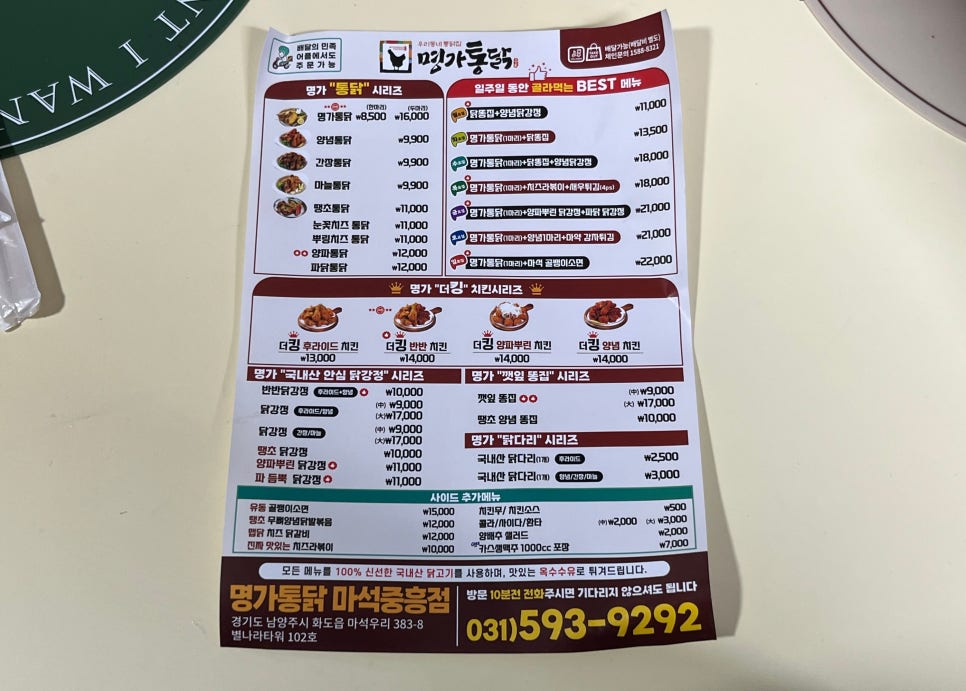 NT I WAN
배달의 민족
어플에서도
주문가능
우리동네 통닭집
명가통닭
배달가능(배달비 별도)
체인문의 1588-8321
명가 "통닭" 시리즈
(한마리) (두마리)
명가통닭 ₩8,500 ₩16,000
양념통닭 ₩9,900
간장통닭 ₩9,900
마늘통닭 ₩9,900
땡초통닭 ₩11,000
눈꽃치즈 통닭 ₩11,000
뿌링치즈 통닭 ₩11,000
양파통닭 ₩12,000
파닭통닭 ₩12,000
일주일 동안 골라먹는 BEST 메뉴
닭똥집+양념닭강정 ₩11,000
명가통닭(1마리)+닭똥집 ₩13,500
명가통닭(1마리)+닭똥집+양념닭강정 ₩18,000
명가통닭(1마리)+치즈라볶이+새우튀김(4ps) ₩18,000
명가통닭(1마리)+양파뿌린 닭강정+파닭 닭강정 ₩21,000
명가통닭(1마리)+양념1마리+마약 감자튀김 ₩21,000
명가통닭(1마리)+마석 골뱅이소면 ₩22,000
명가 "더킹" 치킨시리즈
더킹 후라이드 치킨 ₩13,000
더킹 반반 치킨 ₩14,000
더킹 양파뿌린 치킨 ₩14,000
더킹 양념 치킨 ₩14,000
명가 "국내산 안심 닭강정" 시리즈
반반닭강정 후라이드+양념 ₩10,000
닭강정 후라이드/양념 (中) ₩9,000
(大)₩17,000
닭강정 간장/마늘 (中) ₩9,000
(大)₩17,000
땡초 닭강정 ₩10,000
양파뿌린 닭강정 ₩11,000
파 듬뿍 닭강정 ₩11,000
명가 "깻잎 똥집" 시리즈
깻잎 똥집 (中)₩9,000
(大) ₩17,000
땡초 양념 똥집 ₩10,000
명가 "닭다리" 시리즈
국내산 닭다리(1개) 후라이드 ₩2,500
국내산 닭다리(1개) 양념/간장/마늘 ₩3,000
사이드 추가메뉴
유동 골뱅이소면 ₩15,000
땡초 무뼈양념닭발볶음 ₩12,000
맵닭 치즈 닭갈비 ₩12,000
진짜 맛있는 치즈라볶이 ₩10,000
치킨무/ 치킨소스 ₩500
콜라/사이다/환타 (中)₩2,000 (大) ₩3,000
양배추 샐러드 ₩2,000
카스생맥주 1000cc 포장 ₩7,000
모든 메뉴를 100% 신선한 국내산 닭고기를 사용하며, 맛있는 옥수수유로 튀겨드립니다.
명가통닭 마석중흥점
경기도 남양주시 화도읍 마석우리 383-8
별나라타워 102호
방문 10분전 전화주시면 기다리지 않으셔도 됩니다
031)593-9292